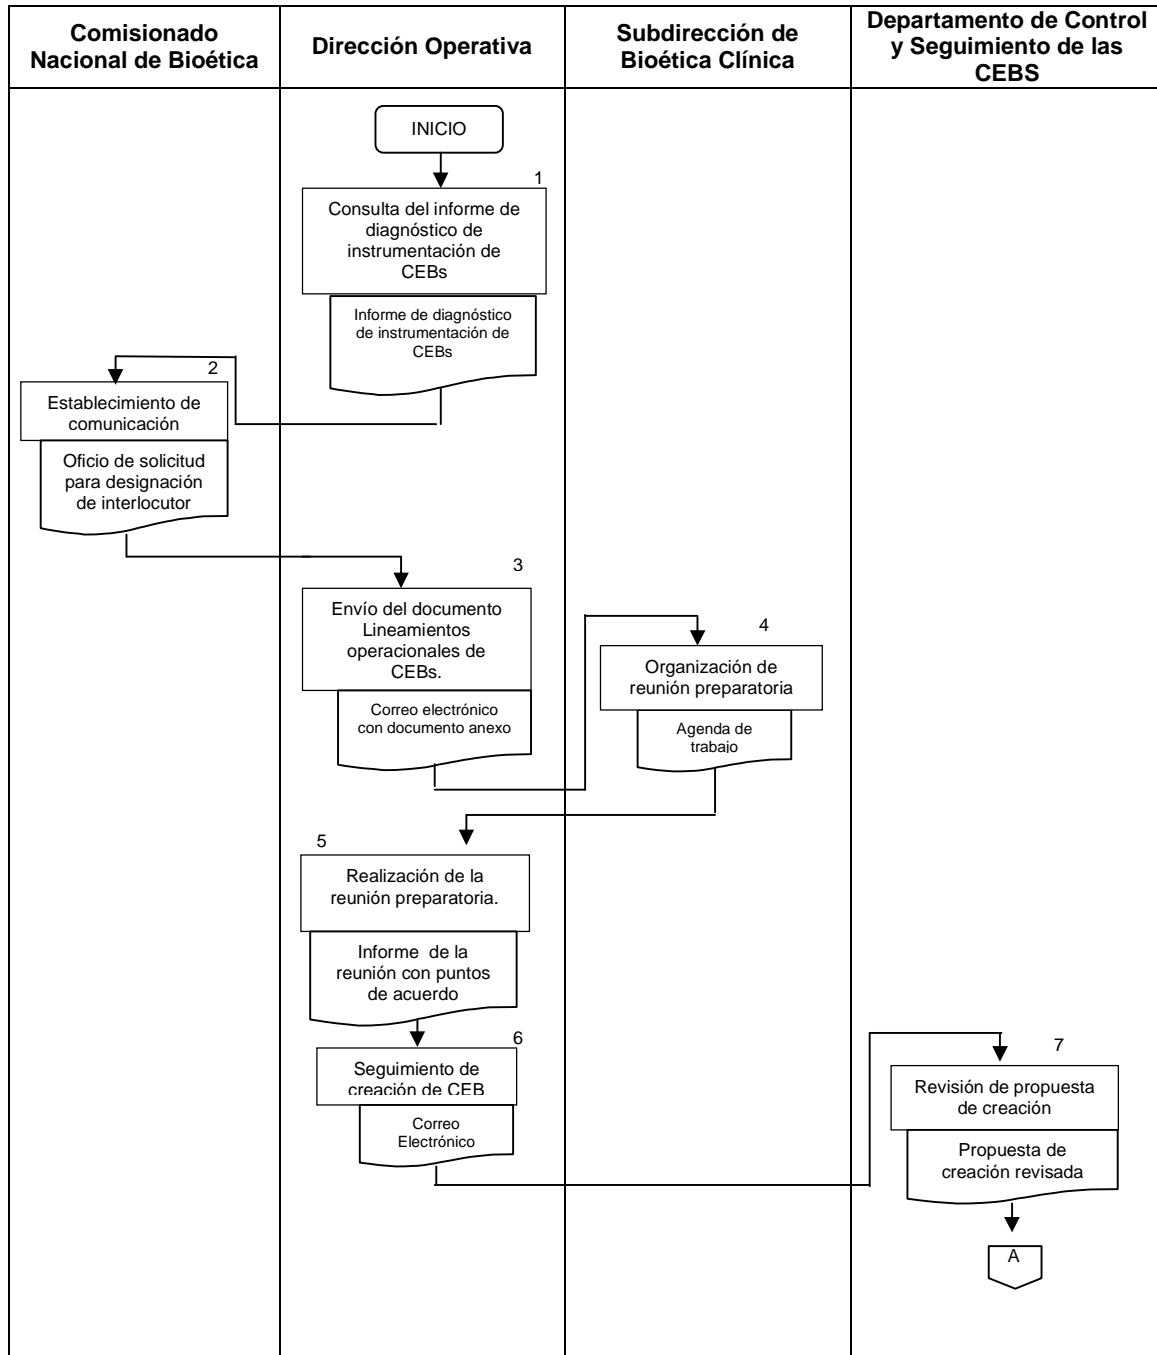 Comisionado
Nacional de Bioética
Dirección Operativa
Subdirección de
Bioética Clínica
Departamento de Control
y Seguimiento de las
CEBS
INICIO
1
Consulta del informe de
diagnóstico de
instrumentación de
CEBs
Informe de diagnóstico
de instrumentación de
CEBs
2
Establecimiento de
comunicación
Oficio de solicitud
para designación
de interlocutor
3
Envío del documento
Lineamientos
operacionales de
CEBs.
Correo electrónico
con documento anexo
4
Organización de
reunión preparatoria
Agenda de
trabajo
5
Realización de la
reunión preparatoria.
Informe de la
reunión con puntos
de acuerdo
6
Seguimiento de
creación de CEB
Correo
Electrónico
7
Revisión de propuesta
de creación
Propuesta de
creación revisada
A